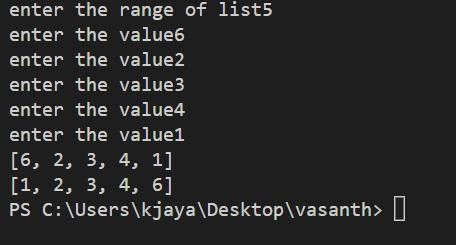 enter the range of list5
enter the value6
enter the value2
enter the value3
enter the value4
enter the value1
[6, 2, 3, 4, 1]
[1, 2, 3, 4, 6]
PS C:\Users\kjaya\Desktop\vasanth>